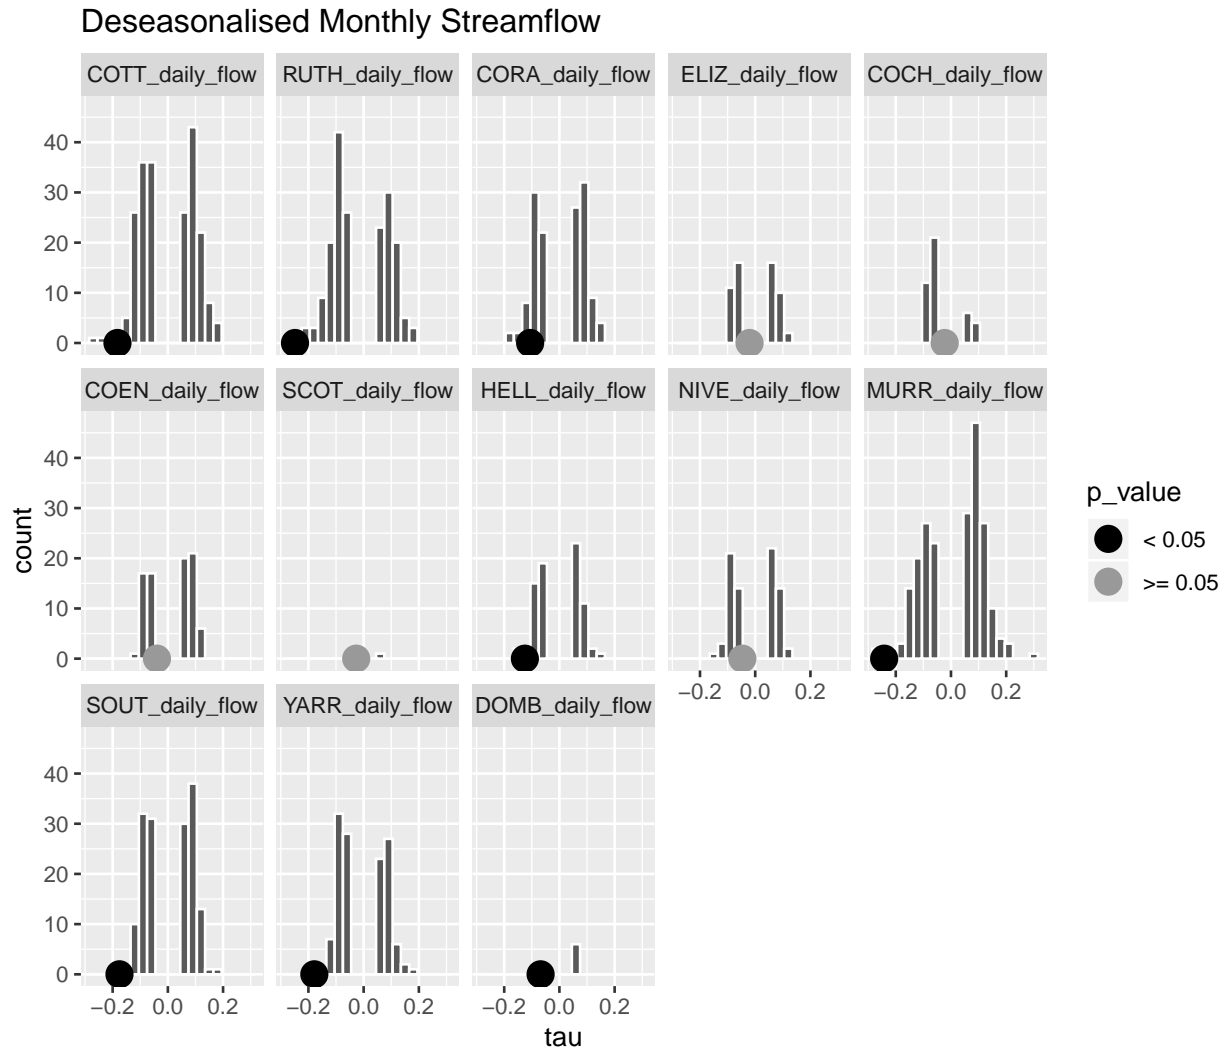 Deseasonalised Monthly Streamflow
COTT_daily_flow RUTH_daily_flow CORA_daily_flow ELIZ_daily_flow COCH_daily_flow
40
30
20
10
0
COEN_daily_flow SCOT_daily_flow HELL_daily_flow NIVE_daily_flow MURR_daily_flow
40
30
20
10
0
−0.2 0.0 0.2 −0.2 0.0 0.2
SOUT_daily_flow YARR_daily_flow DOMB_daily_flow
40
30
20
10
0
−0.2 0.0 0.2 −0.2 0.0 0.2 −0.2 0.0 0.2
tau
count
p_value
< 0.05
>= 0.05